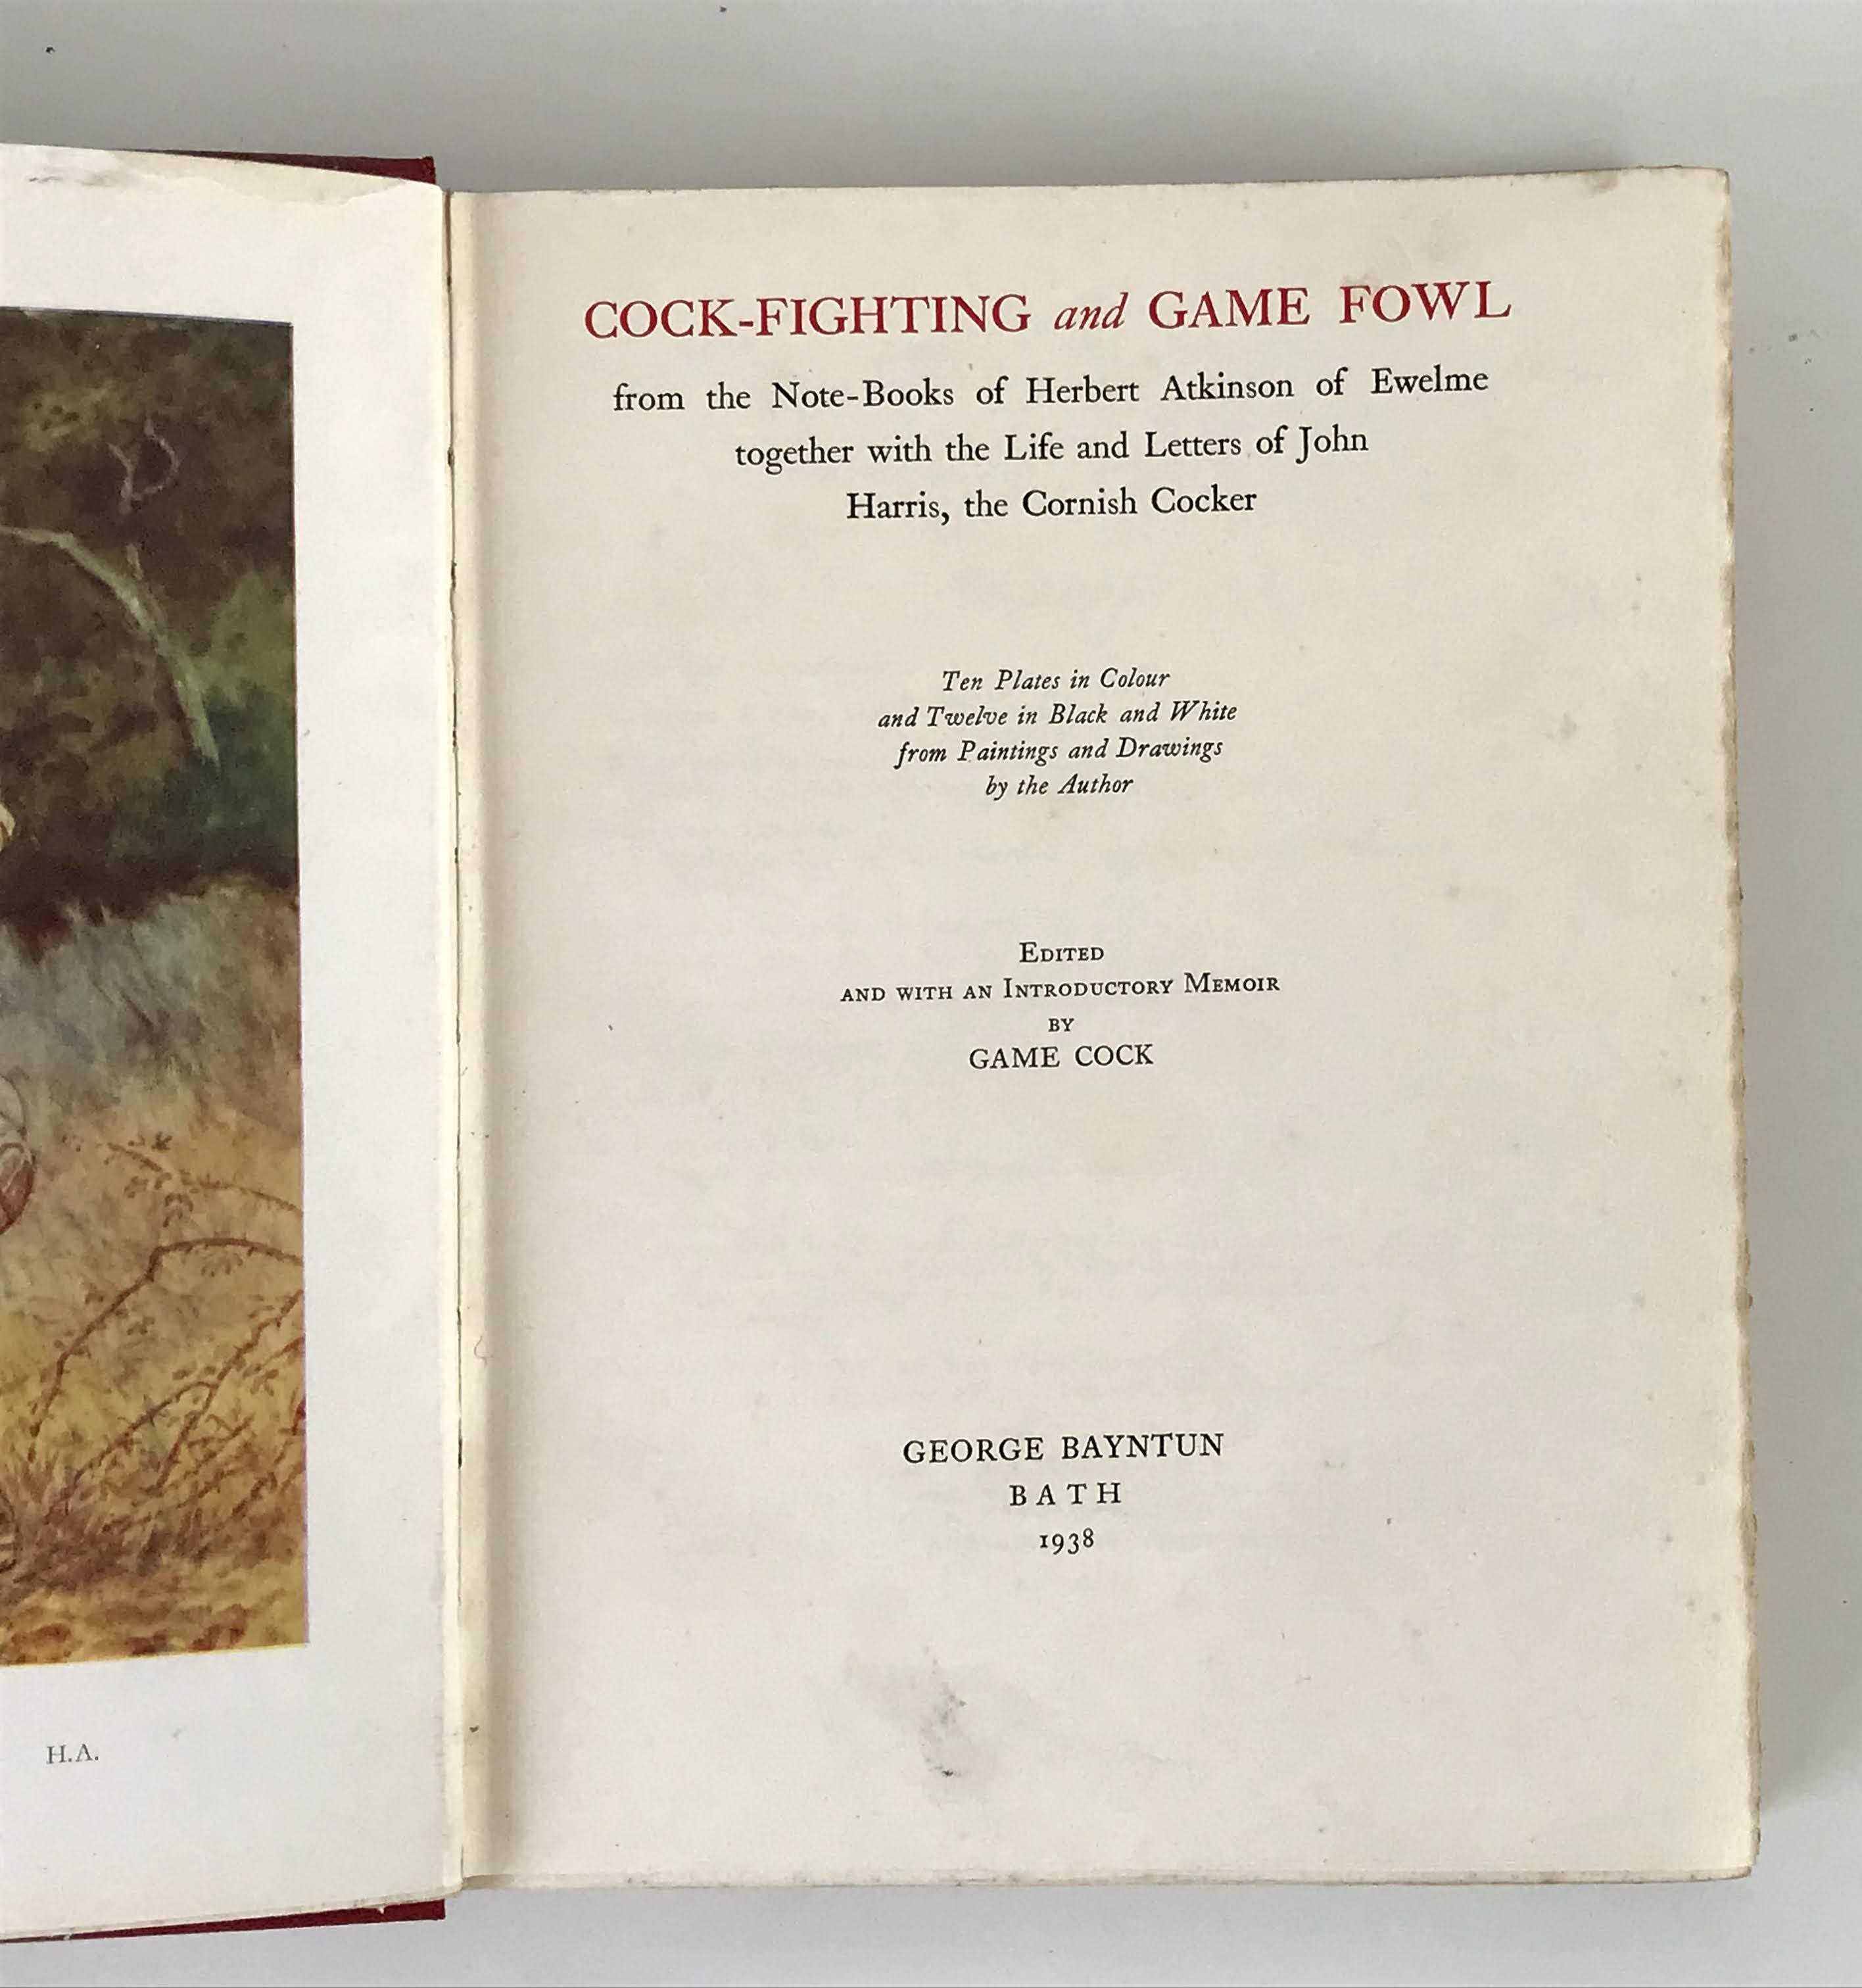 H.A.
COCK-FIGHTING and GAME FOWL
from the Note-Books of Herbert Atkinson of Ewelme
together with the Life and Letters of John
Harris, the Cornish Cocker
Ten Plates in Colour
and Twelve in Black and White
from Paintings and Drawings
by the Author
EDITED
AND WITH AN INTRODUCTORY MEMOIR
BY
GAME COCK
GEORGE BAYNTUN
BATH
1938